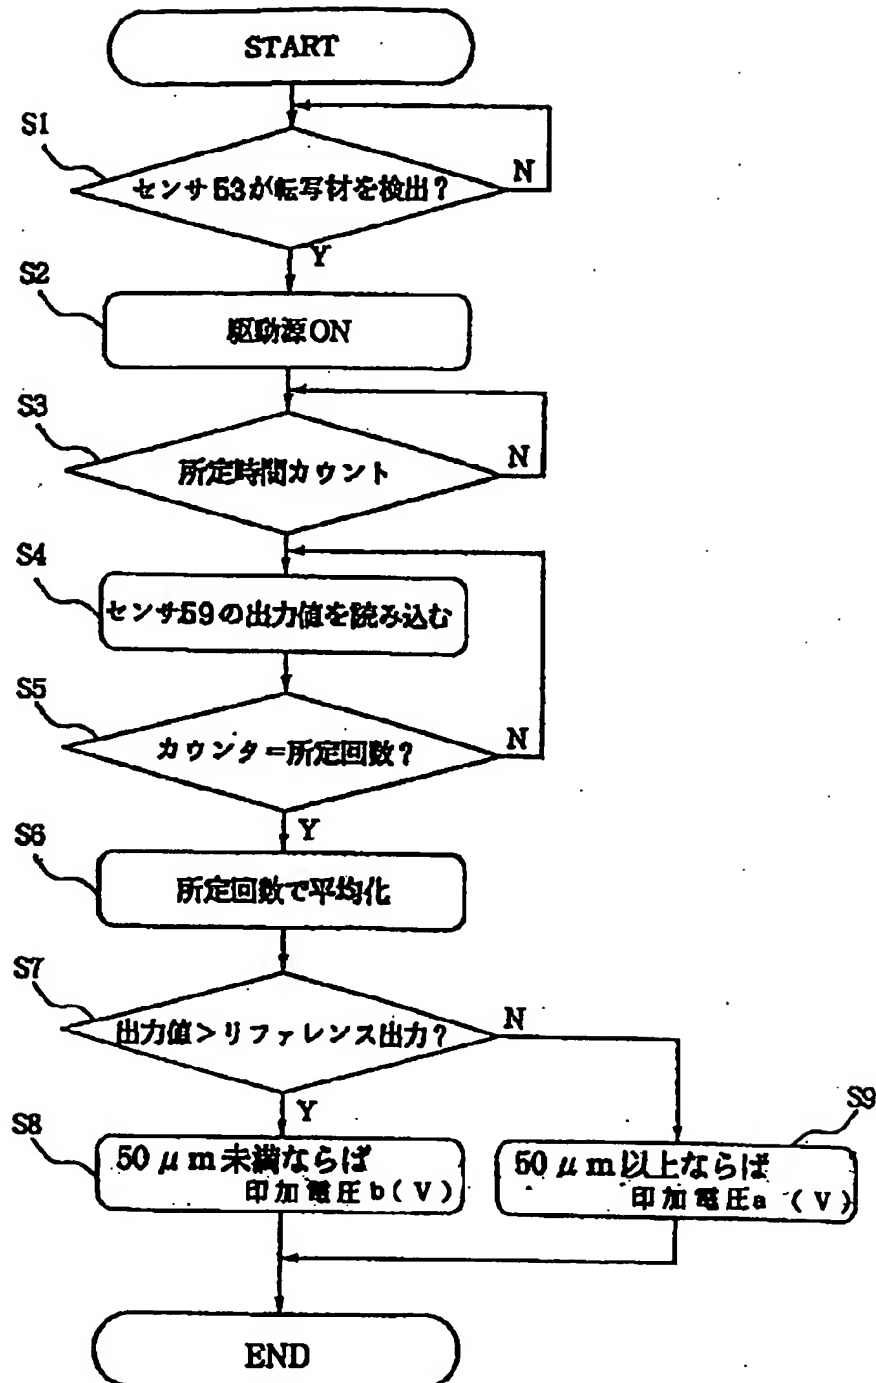 START
S1
センサ53が転写材を検出?
N
Y
S2
駆動源ON
S3
所定時間カウント
N
S4
センサ59の出力値を読み込む
S5
カウンタ=所定回数?
N
Y
S6
所定回数で平均化
S7
出力値>リファレンス出力?
N
Y
S8
50μm未満ならば
印加電圧b(V)
S9
50μm以上ならば
印加電圧a (V)
END